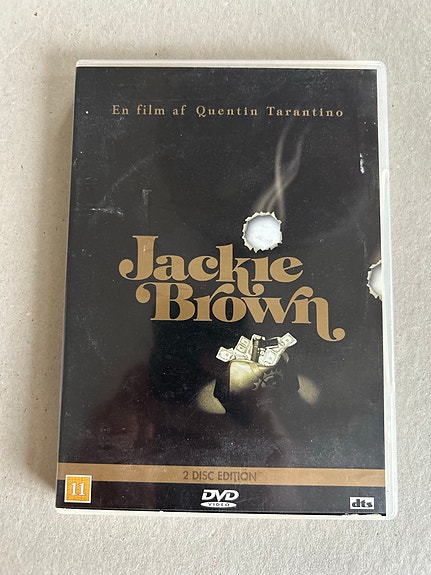 En film af Quentin Tarantino
Jackie
Brown
2 DISC EDITION
11
DVD
VIDEO
dts